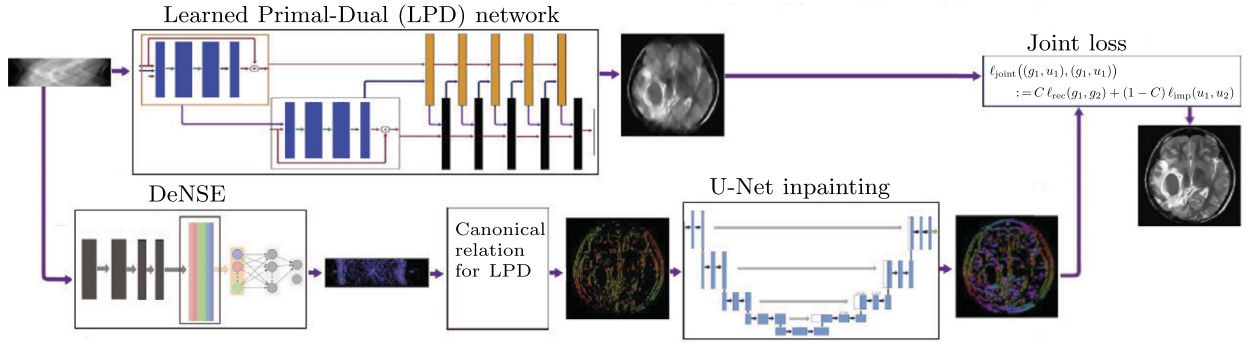 Learned Primal-Dual (LPD) network
Joint loss
ℓjoint((g1, u1), (g1, u1))
:= C ℓrec(g1, g2) + (1 − C) ℓimp(u1, u2)
DeNSE
U-Net inpainting
Canonical
relation
for LPD